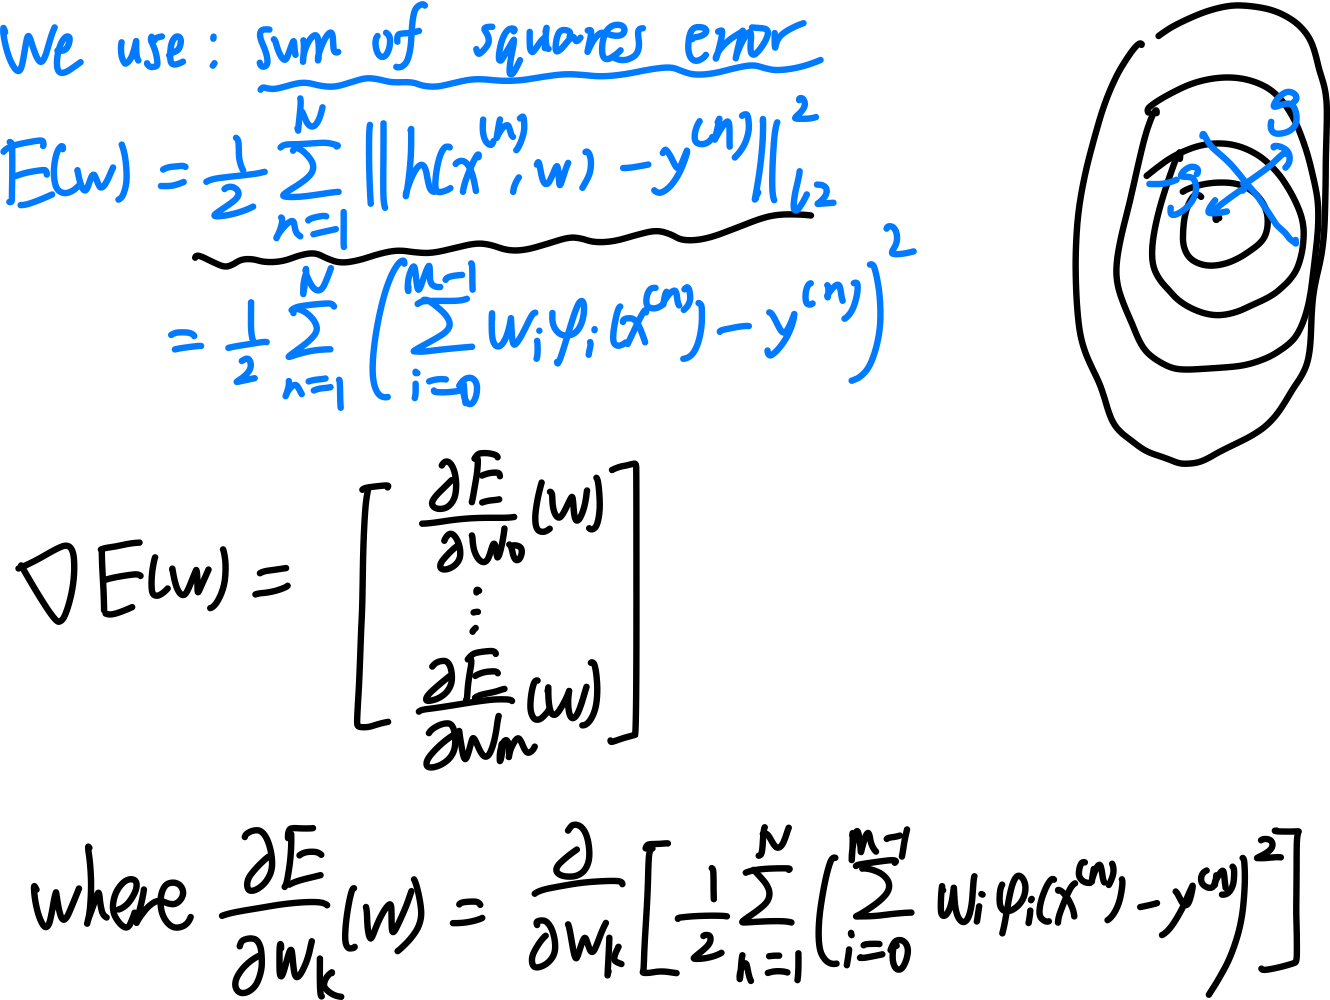 We use: sum of squares error
E(w) = \frac{1}{2} \sum_{n=1}^{N} ||h(x^{(n)}, w) - y^{(n)}||_{l_2}^2
= \frac{1}{2} \sum_{n=1}^{N} \left( \sum_{i=0}^{M-1} w_i \varphi_i(x^{(n)}) - y^{(n)} \right)^2
g
-g
\nabla E(w) = \begin{bmatrix} \frac{\partial E}{\partial w_0}(w) \\ \vdots \\ \frac{\partial E}{\partial w_m}(w) \end{bmatrix}
where \frac{\partial E}{\partial w_k}(w) = \frac{\partial}{\partial w_k} \left[ \frac{1}{2} \sum_{n=1}^{N} \left( \sum_{i=0}^{M-1} w_i \varphi_i(x^{(n)}) - y^{(n)} \right)^2 \right]